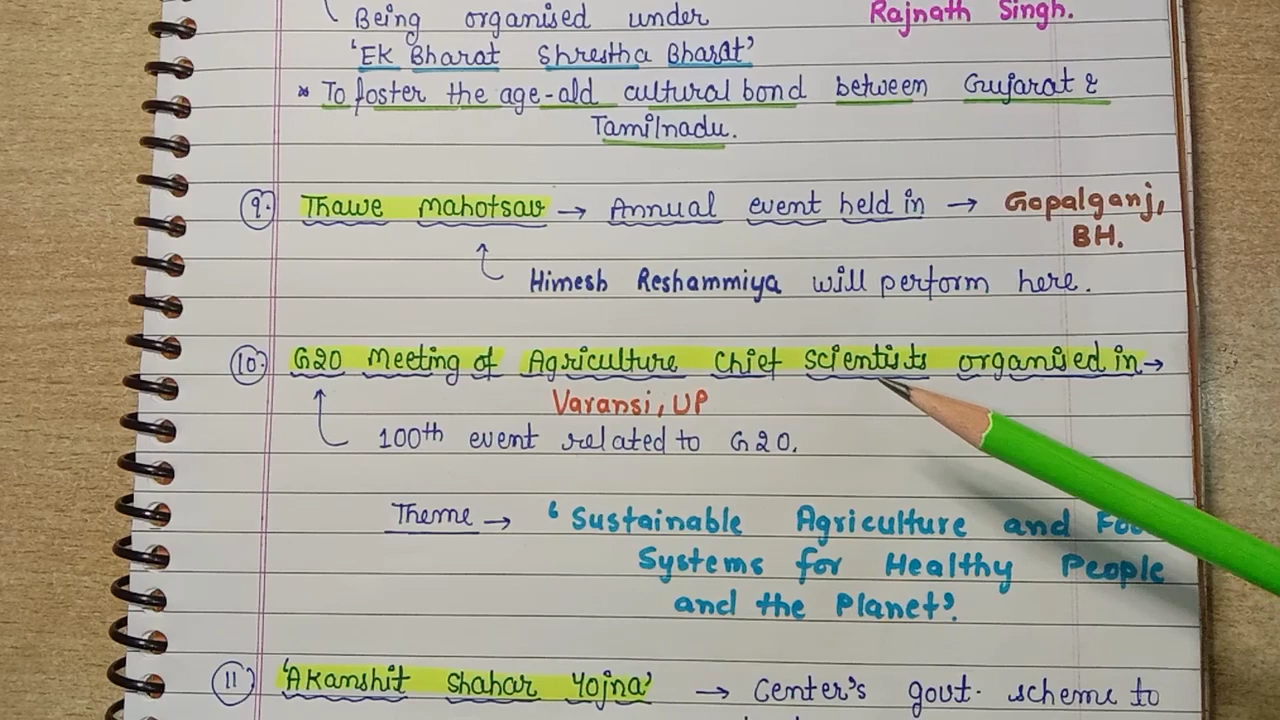 Being organised under
Rajnath Singh.
'EK Bharat Shrestha Bharat'
* To foster the age-old cultural bond between Gujarat &
Tamilnadu.
9. Thawe Mahotsav → Annual event held in → Gopalganj,
BH.
Himesh Reshammiya will perform here.
10. G20 Meeting of Agriculture Chief Scientists organised in→
Varansi, UP
100th event related to G20.
Theme → 'Sustainable Agriculture and
Systems for Healthy People
and the Planet'.
11 'Akanshit Shahar Yojna' → Center's govt. scheme to